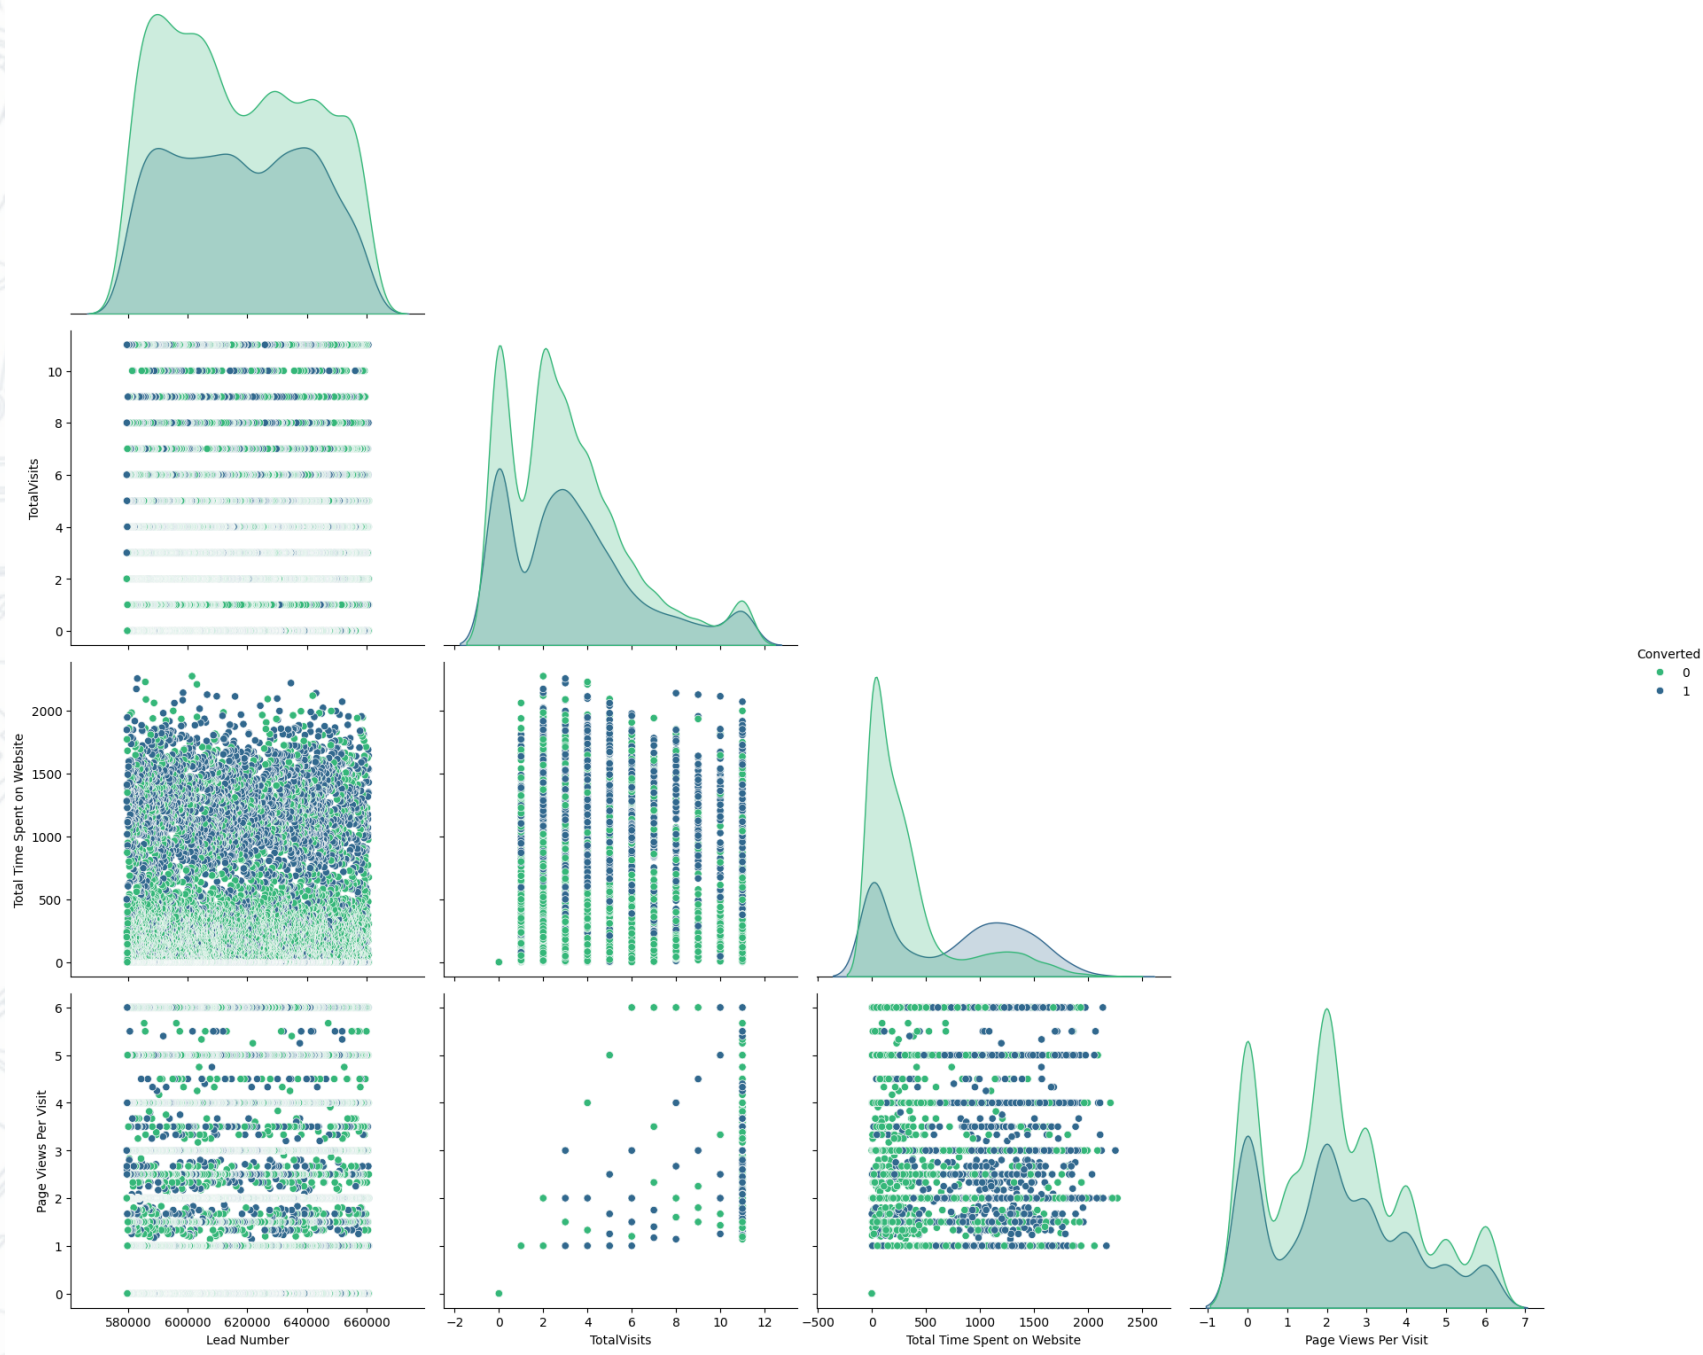 10
8
6
4
2
0
TotalVisits
2000
1500
1000
500
0
Total Time Spent on Website
Converted
0
1
6
5
4
3
2
1
0
Page Views Per Visit
580000 600000 620000 640000 660000
Lead Number
−2 0 2 4 6 8 10 12
TotalVisits
−500 0 500 1000 1500 2000 2500
Total Time Spent on Website
−1 0 1 2 3 4 5 6 7
Page Views Per Visit